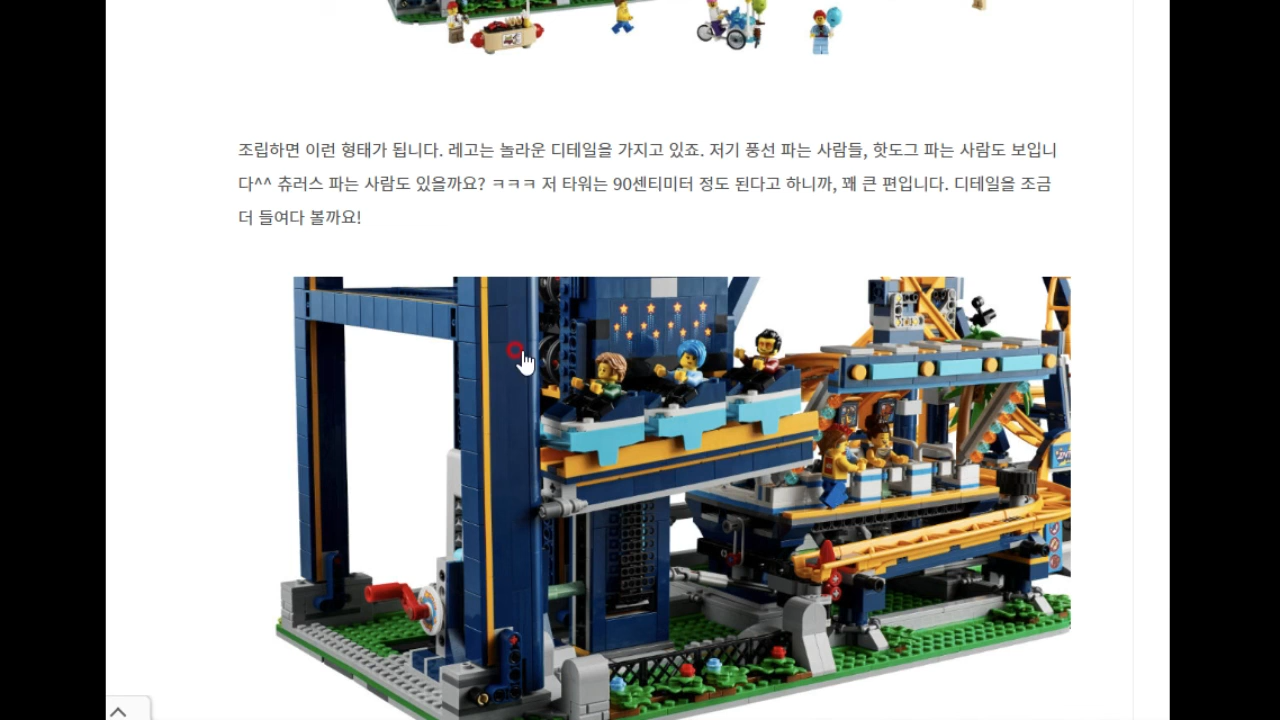 조립하면 이런 형태가 됩니다. 레고는 놀라운 디테일을 가지고 있죠. 저기 풍선 파는 사람들, 핫도그 파는 사람도 보입니
다^^ 츄러스 파는 사람도 있을까요? ㅋㅋㅋ 저 타워는 90센티미터 정도 된다고 하니까, 꽤 큰 편입니다. 디테일을 조금
더 들여다 볼까요!